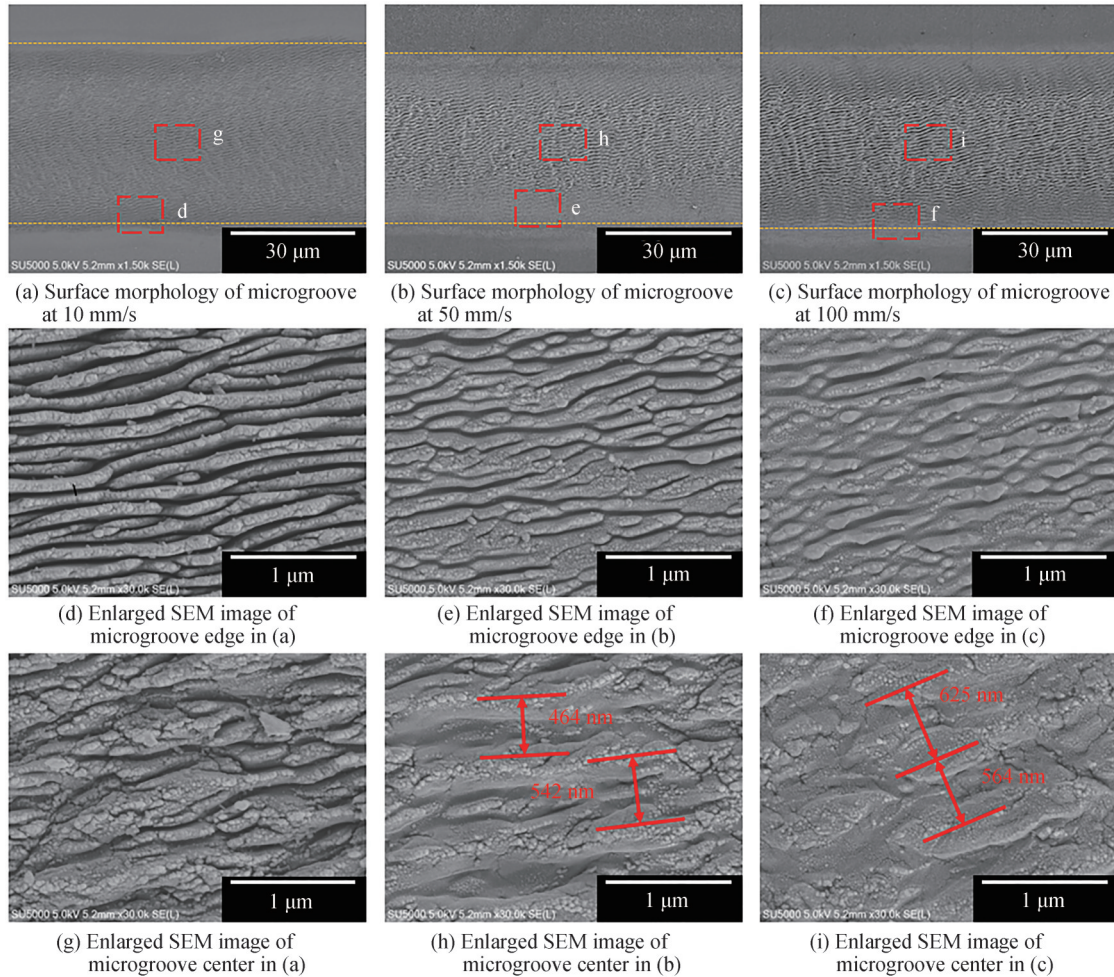 g
d
30 μm
SU5000 5.0kV 5.2mm x1.50k SE(L)
(a) Surface morphology of microgroove
at 10 mm/s
h
e
30 μm
SU5000 5.0kV 5.2mm x1.50k SE(L)
(b) Surface morphology of microgroove
at 50 mm/s
i
f
30 μm
SU5000 5.0kV 5.2mm x1.50k SE(L)
(c) Surface morphology of microgroove
at 100 mm/s
1 μm
SU5000 5.0kV 5.2mm x30.0k SE(L)
(d) Enlarged SEM image of
microgroove edge in (a)
1 μm
SU5000 5.0kV 5.2mm x30.0k SE(L)
(e) Enlarged SEM image of
microgroove edge in (b)
1 μm
SU5000 5.0kV 5.2mm x30.0k SE(L)
(f) Enlarged SEM image of
microgroove edge in (c)
1 μm
SU5000 5.0kV 5.2mm x30.0k SE(L)
(g) Enlarged SEM image of
microgroove center in (a)
464 nm
542 nm
1 μm
SU5000 5.0kV 5.2mm x30.0k SE(L)
(h) Enlarged SEM image of
microgroove center in (b)
625 nm
564 nm
1 μm
SU5000 5.0kV 5.2mm x30.0k SE(L)
(i) Enlarged SEM image of
microgroove center in (c)